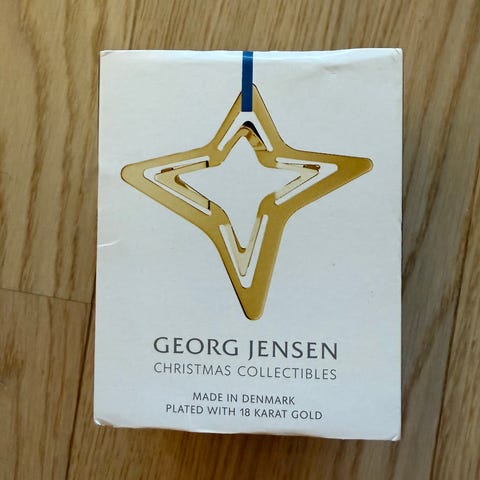 GEORG JENSEN
CHRISTMAS COLLECTIBLES
MADE IN DENMARK
PLATED WITH 18 KARAT GOLD